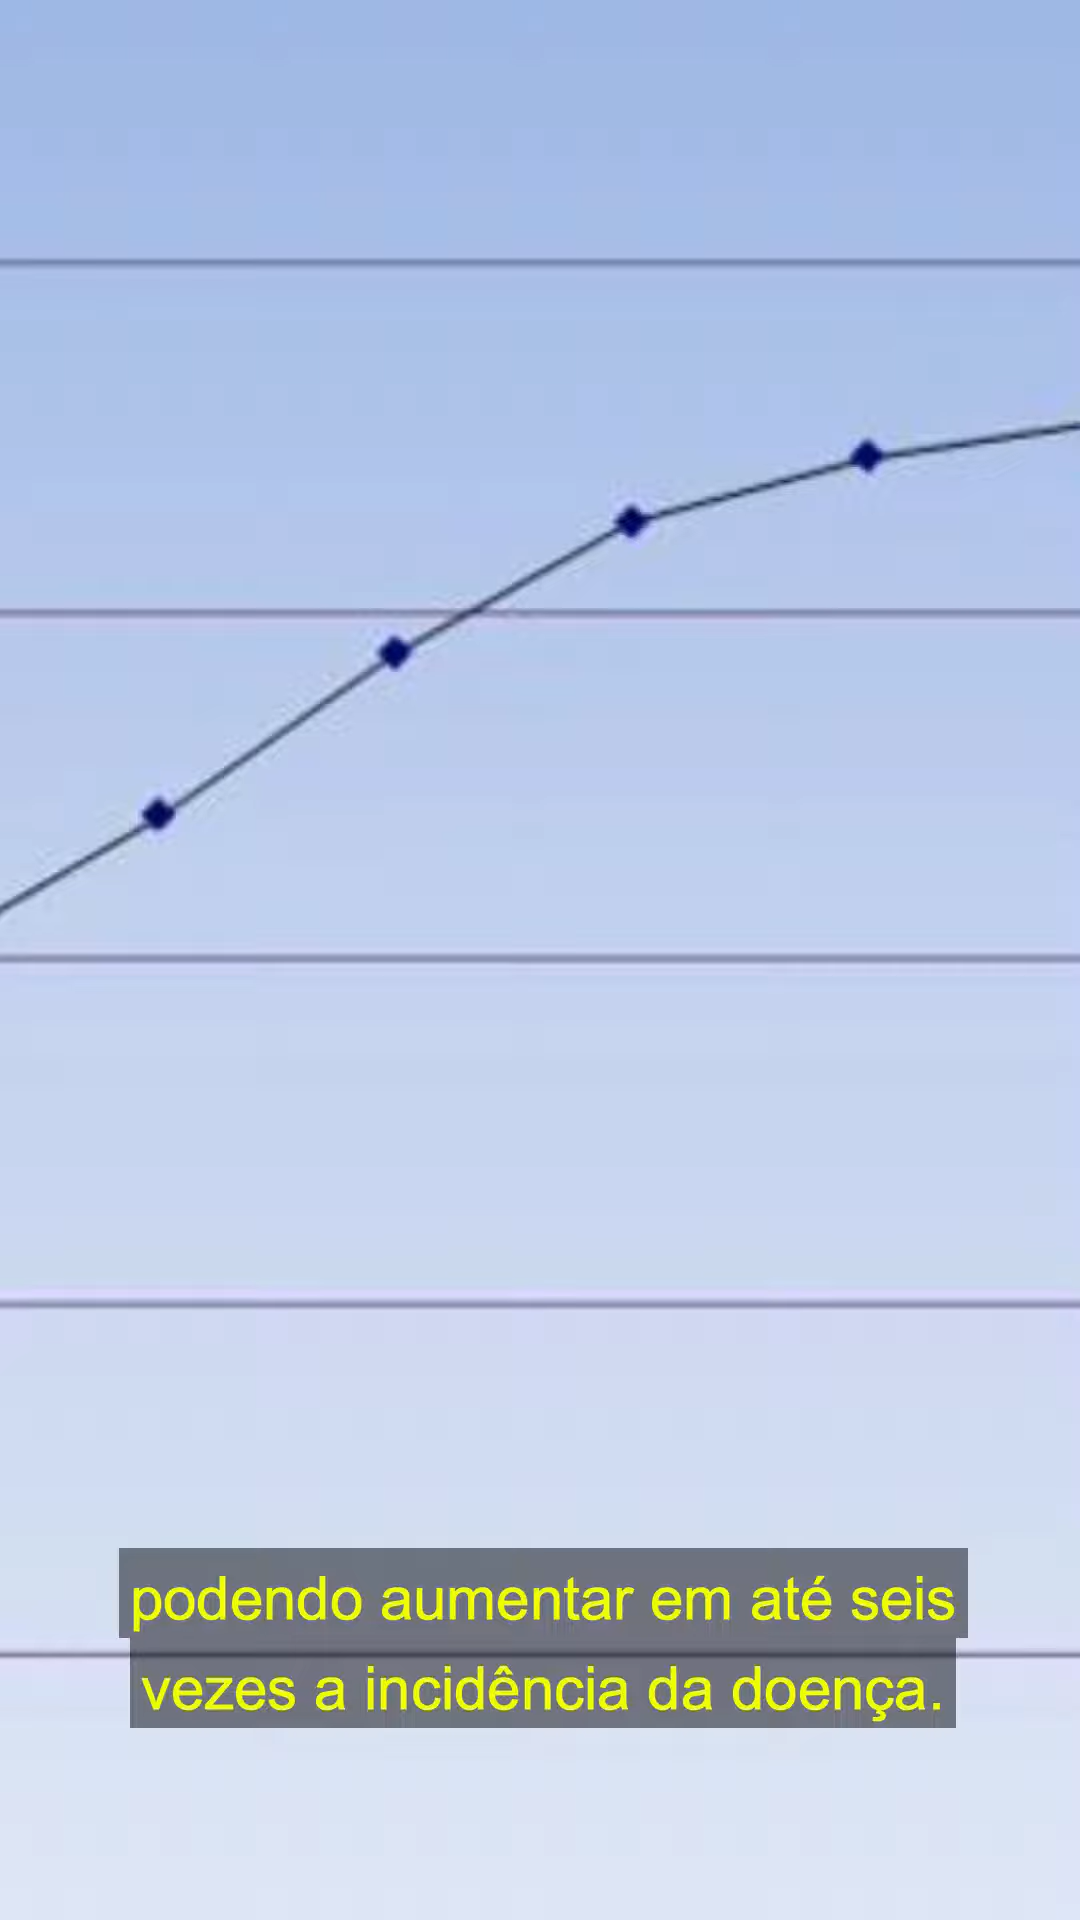 podendo aumentar em até seis
vezes a incidência da doença.